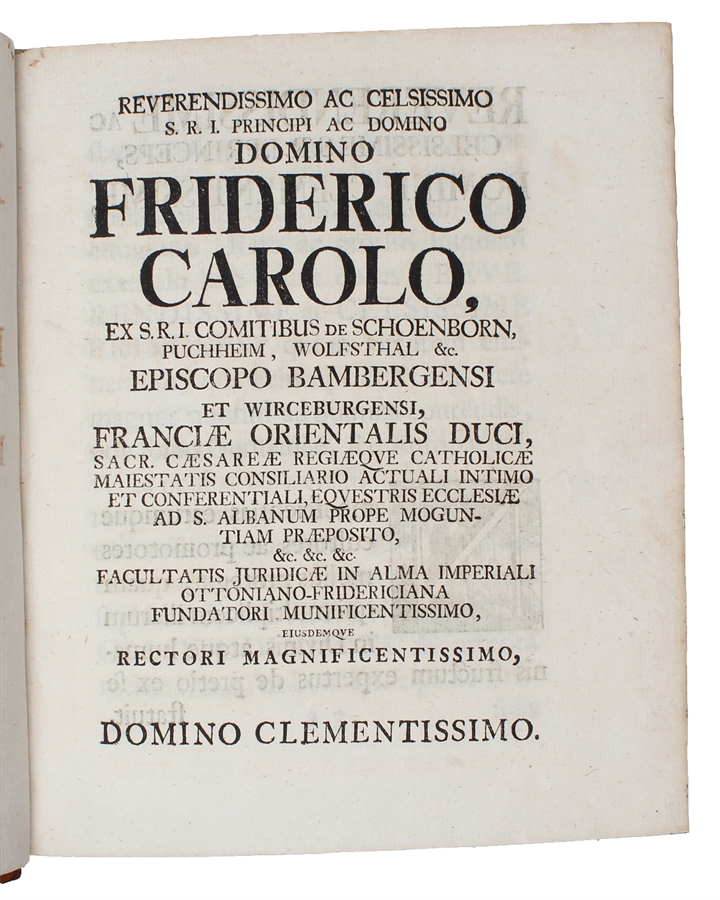 REVERENDISSIMO AC CELSISSIMO
S. R. I. PRINCIPI AC DOMINO
DOMINO
FRIDERICO
CAROLO,
EX S. R. I. COMITIBUS DE SCHOENBORN,
PUCHHEIM, WOLFSTHAL &c.
EPISCOPO BAMBERGENSI
ET WIRCEBURGENSI,
FRANCIÆ ORIENTALIS DUCI,
SACR. CÆSAREÆ REGIÆQVE CATHOLICÆ
MAIESTATIS CONSILIARIO ACTUALI INTIMO
ET CONFERENTIALI, EQVESTRIS ECCLESIÆ
AD S. ALBANUM PROPE MOGUN-
TIAM PRÆPOSITO,
&c. &c. &c.
FACULTATIS JURIDICÆ IN ALMA IMPERIALI
OTTONIANO-FRIDERICIANA
FUNDATORI MUNIFICENTISSIMO,
EIUSDEMQVE
RECTORI MAGNIFICENTISSIMO,
DOMINO CLEMENTISSIMO.